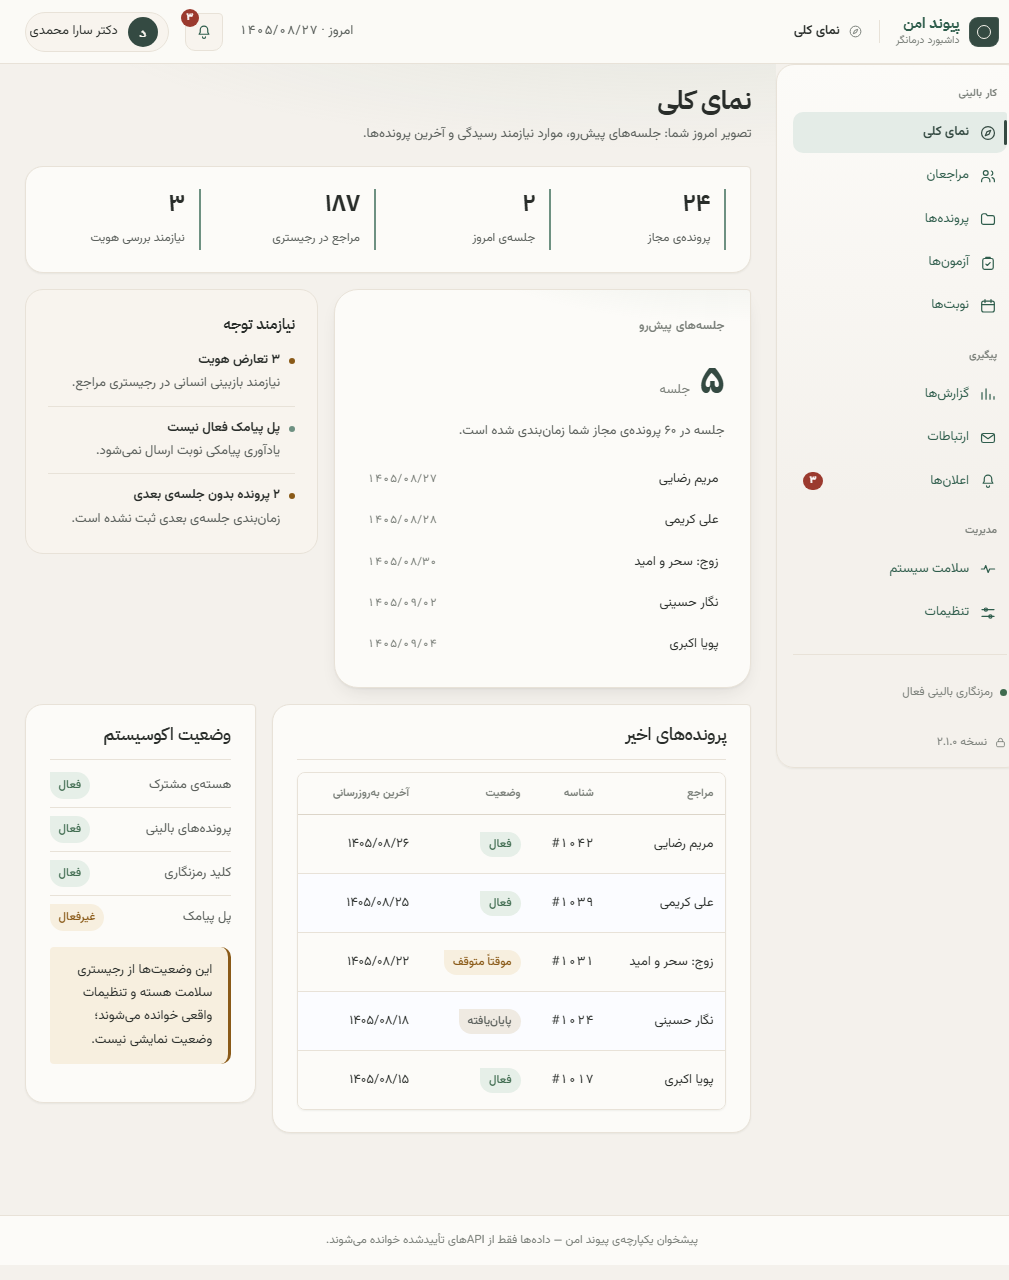 پیوند امن
داشبورد درمانگر
نمای کلی
امروز · ۱۴۰۵/۰۸/۲۷
۳
د
دکتر سارا محمدی
کار بالینی
نمای کلی
مراجعان
پرونده‌ها
آزمون‌ها
نوبت‌ها
پیگیری
گزارش‌ها
ارتباطات
اعلان‌ها
۳
مدیریت
سلامت سیستم
تنظیمات
رمزنگاری بالینی فعال
نسخه ۲.۱.۰
نمای کلی
تصویر امروز شما: جلسه‌های پیش‌رو، موارد نیازمند رسیدگی و آخرین پرونده‌ها.
۲۴
پرونده‌ی مجاز
۲
جلسه‌ی امروز
۱۸۷
مراجع در رجیستری
۳
نیازمند بررسی هویت
جلسه‌های پیش‌رو
۵ جلسه
جلسه در ۶۰ پرونده‌ی مجاز شما زمان‌بندی شده است.
مریم رضایی ۱۴۰۵/۰۸/۲۷
علی کریمی ۱۴۰۵/۰۸/۲۸
زوج: سحر و امید ۱۴۰۵/۰۸/۳۰
نگار حسینی ۱۴۰۵/۰۹/۰۲
پویا اکبری ۱۴۰۵/۰۹/۰۴
نیازمند توجه
۳ تعارض هویت
نیازمند بازبینی انسانی در رجیستری مراجع.
پل پیامک فعال نیست
یادآوری پیامکی نوبت ارسال نمی‌شود.
۲ پرونده بدون جلسه‌ی بعدی
زمان‌بندی جلسه‌ی بعدی ثبت نشده است.
پرونده‌های اخیر
مراجع شناسه وضعیت آخرین به‌روزرسانی
مریم رضایی #۱۰۴۲ فعال ۱۴۰۵/۰۸/۲۶
علی کریمی #۱۰۳۹ فعال ۱۴۰۵/۰۸/۲۵
زوج: سحر و امید #۱۰۳۱ موقتاً متوقف ۱۴۰۵/۰۸/۲۲
نگار حسینی #۱۰۲۴ پایان‌یافته ۱۴۰۵/۰۸/۱۸
پویا اکبری #۱۰۱۷ فعال ۱۴۰۵/۰۸/۱۵
وضعیت اکوسیستم
هسته‌ی مشترک فعال
پرونده‌های بالینی فعال
کلید رمزنگاری فعال
پل پیامک غیرفعال
این وضعیت‌ها از رجیستری
سلامت هسته و تنظیمات
واقعی خوانده می‌شوند؛
وضعیت نمایشی نیست.
پیشخوان یکپارچه‌ی پیوند امن — داده‌ها فقط از APIهای تأییدشده خوانده می‌شوند.